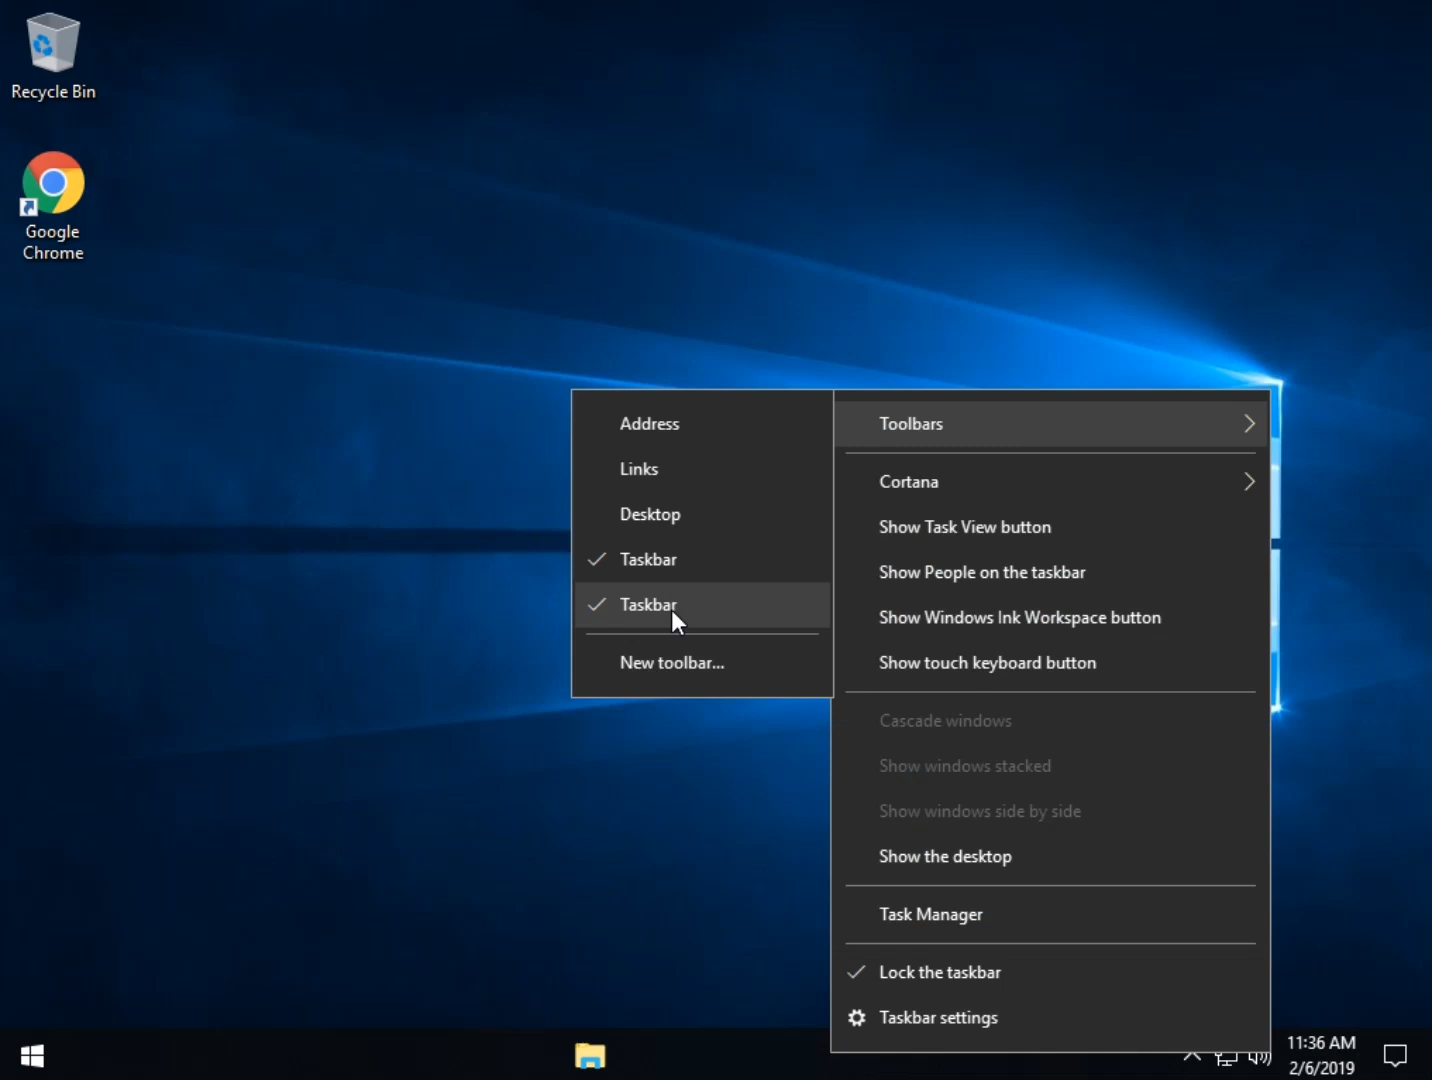 Recycle Bin
Google
Chrome
Address
Links
Desktop
Taskbar
Taskbar
New toolbar...
Toolbars
Cortana
Show Task View button
Show People on the taskbar
Show Windows Ink Workspace button
Show touch keyboard button
Cascade windows
Show windows stacked
Show windows side by side
Show the desktop
Task Manager
Lock the taskbar
Taskbar settings
11:36 AM
2/6/2019